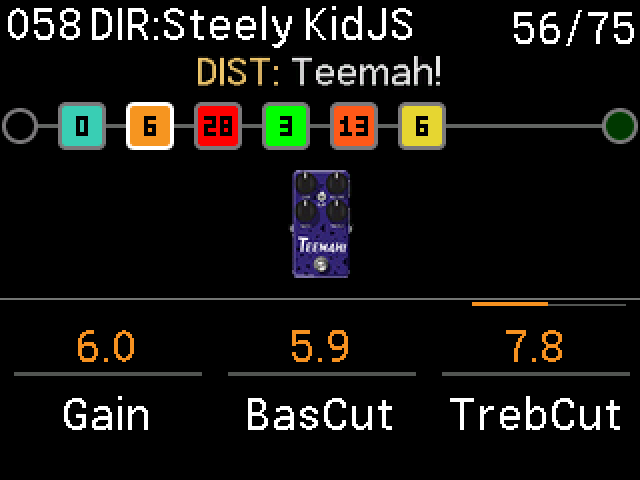 058 DIR:Steely KidJS 56/75
DIST: Teemah!
0 6 28 3 13 6
TEEMAH!
6.0 5.9 7.8
Gain BasCut TrebCut